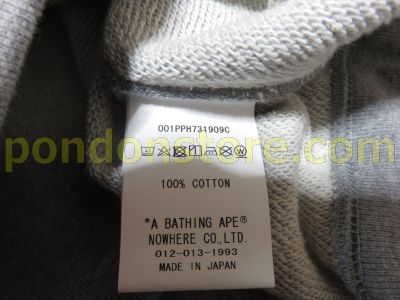 001PPH731909C
pondonstore.com
100% COTTON
*A BATHING APE®
NOWHERE CO.,LTD.
012-013-1993
MADE IN JAPAN